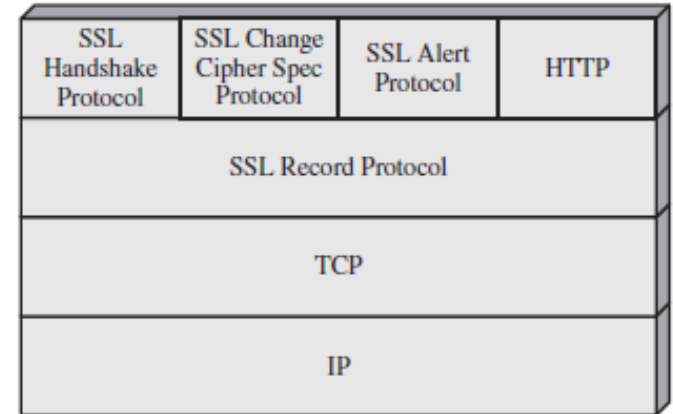 SSL
Handshake
Protocol
SSL Change
Cipher Spec
Protocol
SSL Alert
Protocol
HTTP
SSL Record Protocol
TCP
IP